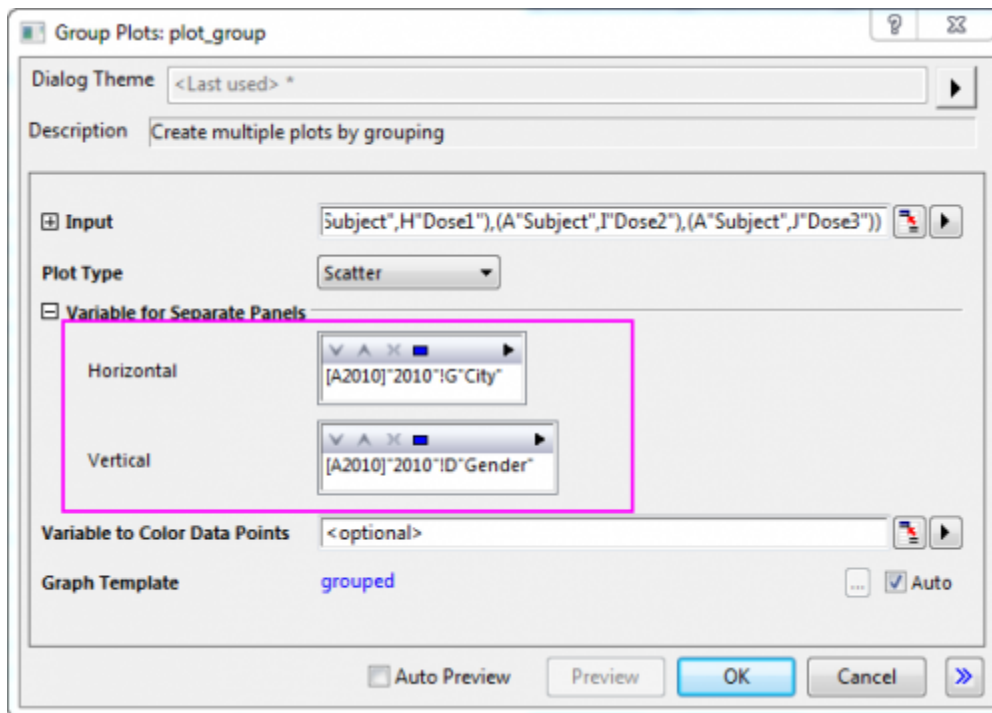 Group Plots: plot_group
Dialog Theme <Last used> *
Description Create multiple plots by grouping
Input Subject",H"Dose1"),(A"Subject",I"Dose2"),(A"Subject",J"Dose3"))
Plot Type Scatter
Variable for Separate Panels
Horizontal
[A2010]"2010"!G"City"
Vertical
[A2010]"2010"!D"Gender"
Variable to Color Data Points <optional>
Graph Template grouped ... Auto
Auto Preview Preview OK Cancel